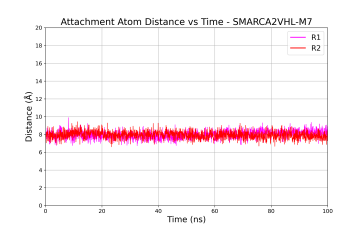 Attachment Atom Distance vs Time - SMARCA2VHL-M7
R1
R2
Distance (Å)
20
18
16
14
12
10
8
6
4
2
0
0 20 40 60 80 100
Time (ns)